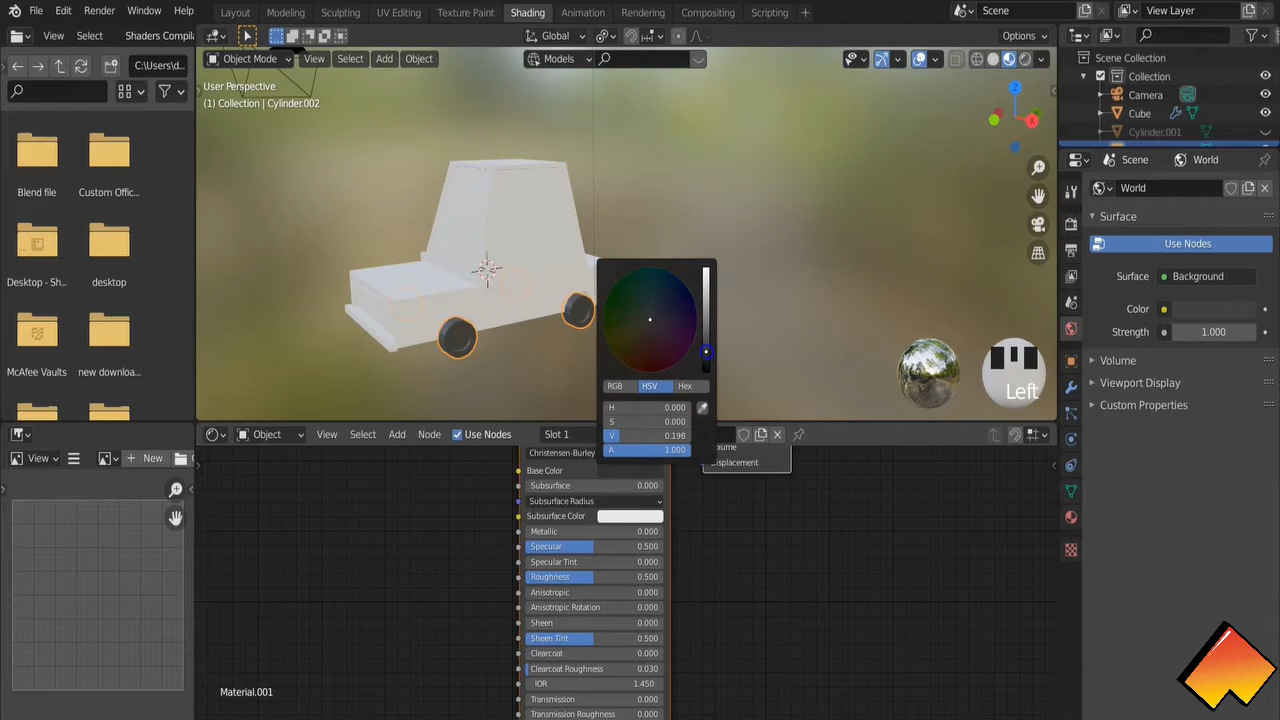 File Edit Render Window Help
Layout Modeling Sculpting UV Editing Texture Paint Shading Animation Rendering Compositing Scripting +
Scene
View Layer
View Select Shaders Compila
Global
Options
C:\Users\d...
Object Mode View Select Add Object
Models
User Perspective
(1) Collection | Cylinder.002
Z
X
Blend file
Custom Offic...
Desktop - Sh...
desktop
McAfee Vaults
new downloa...
Scene Collection
Collection
Camera
Cube
Cylinder.001
Scene
World
World
Surface
Use Nodes
Surface
Background
Color
Strength
1.000
Volume
Viewport Display
Custom Properties
Left
RGB HSV Hex
H 0.000
S 0.000
V 0.198
A 1.000
View
New
Object View Select Add Node Use Nodes Slot 1
Displacement
Christensen-Burley
Base Color
Subsurface 0.000
Subsurface Radius
Subsurface Color
Metallic 0.000
Specular 0.500
Specular Tint 0.000
Roughness 0.500
Anisotropic 0.000
Anisotropic Rotation 0.000
Sheen 0.000
Sheen Tint 0.500
Clearcoat 0.000
Clearcoat Roughness 0.030
IOR 1.450
Transmission 0.000
Transmission Roughness 0.000
Material.001